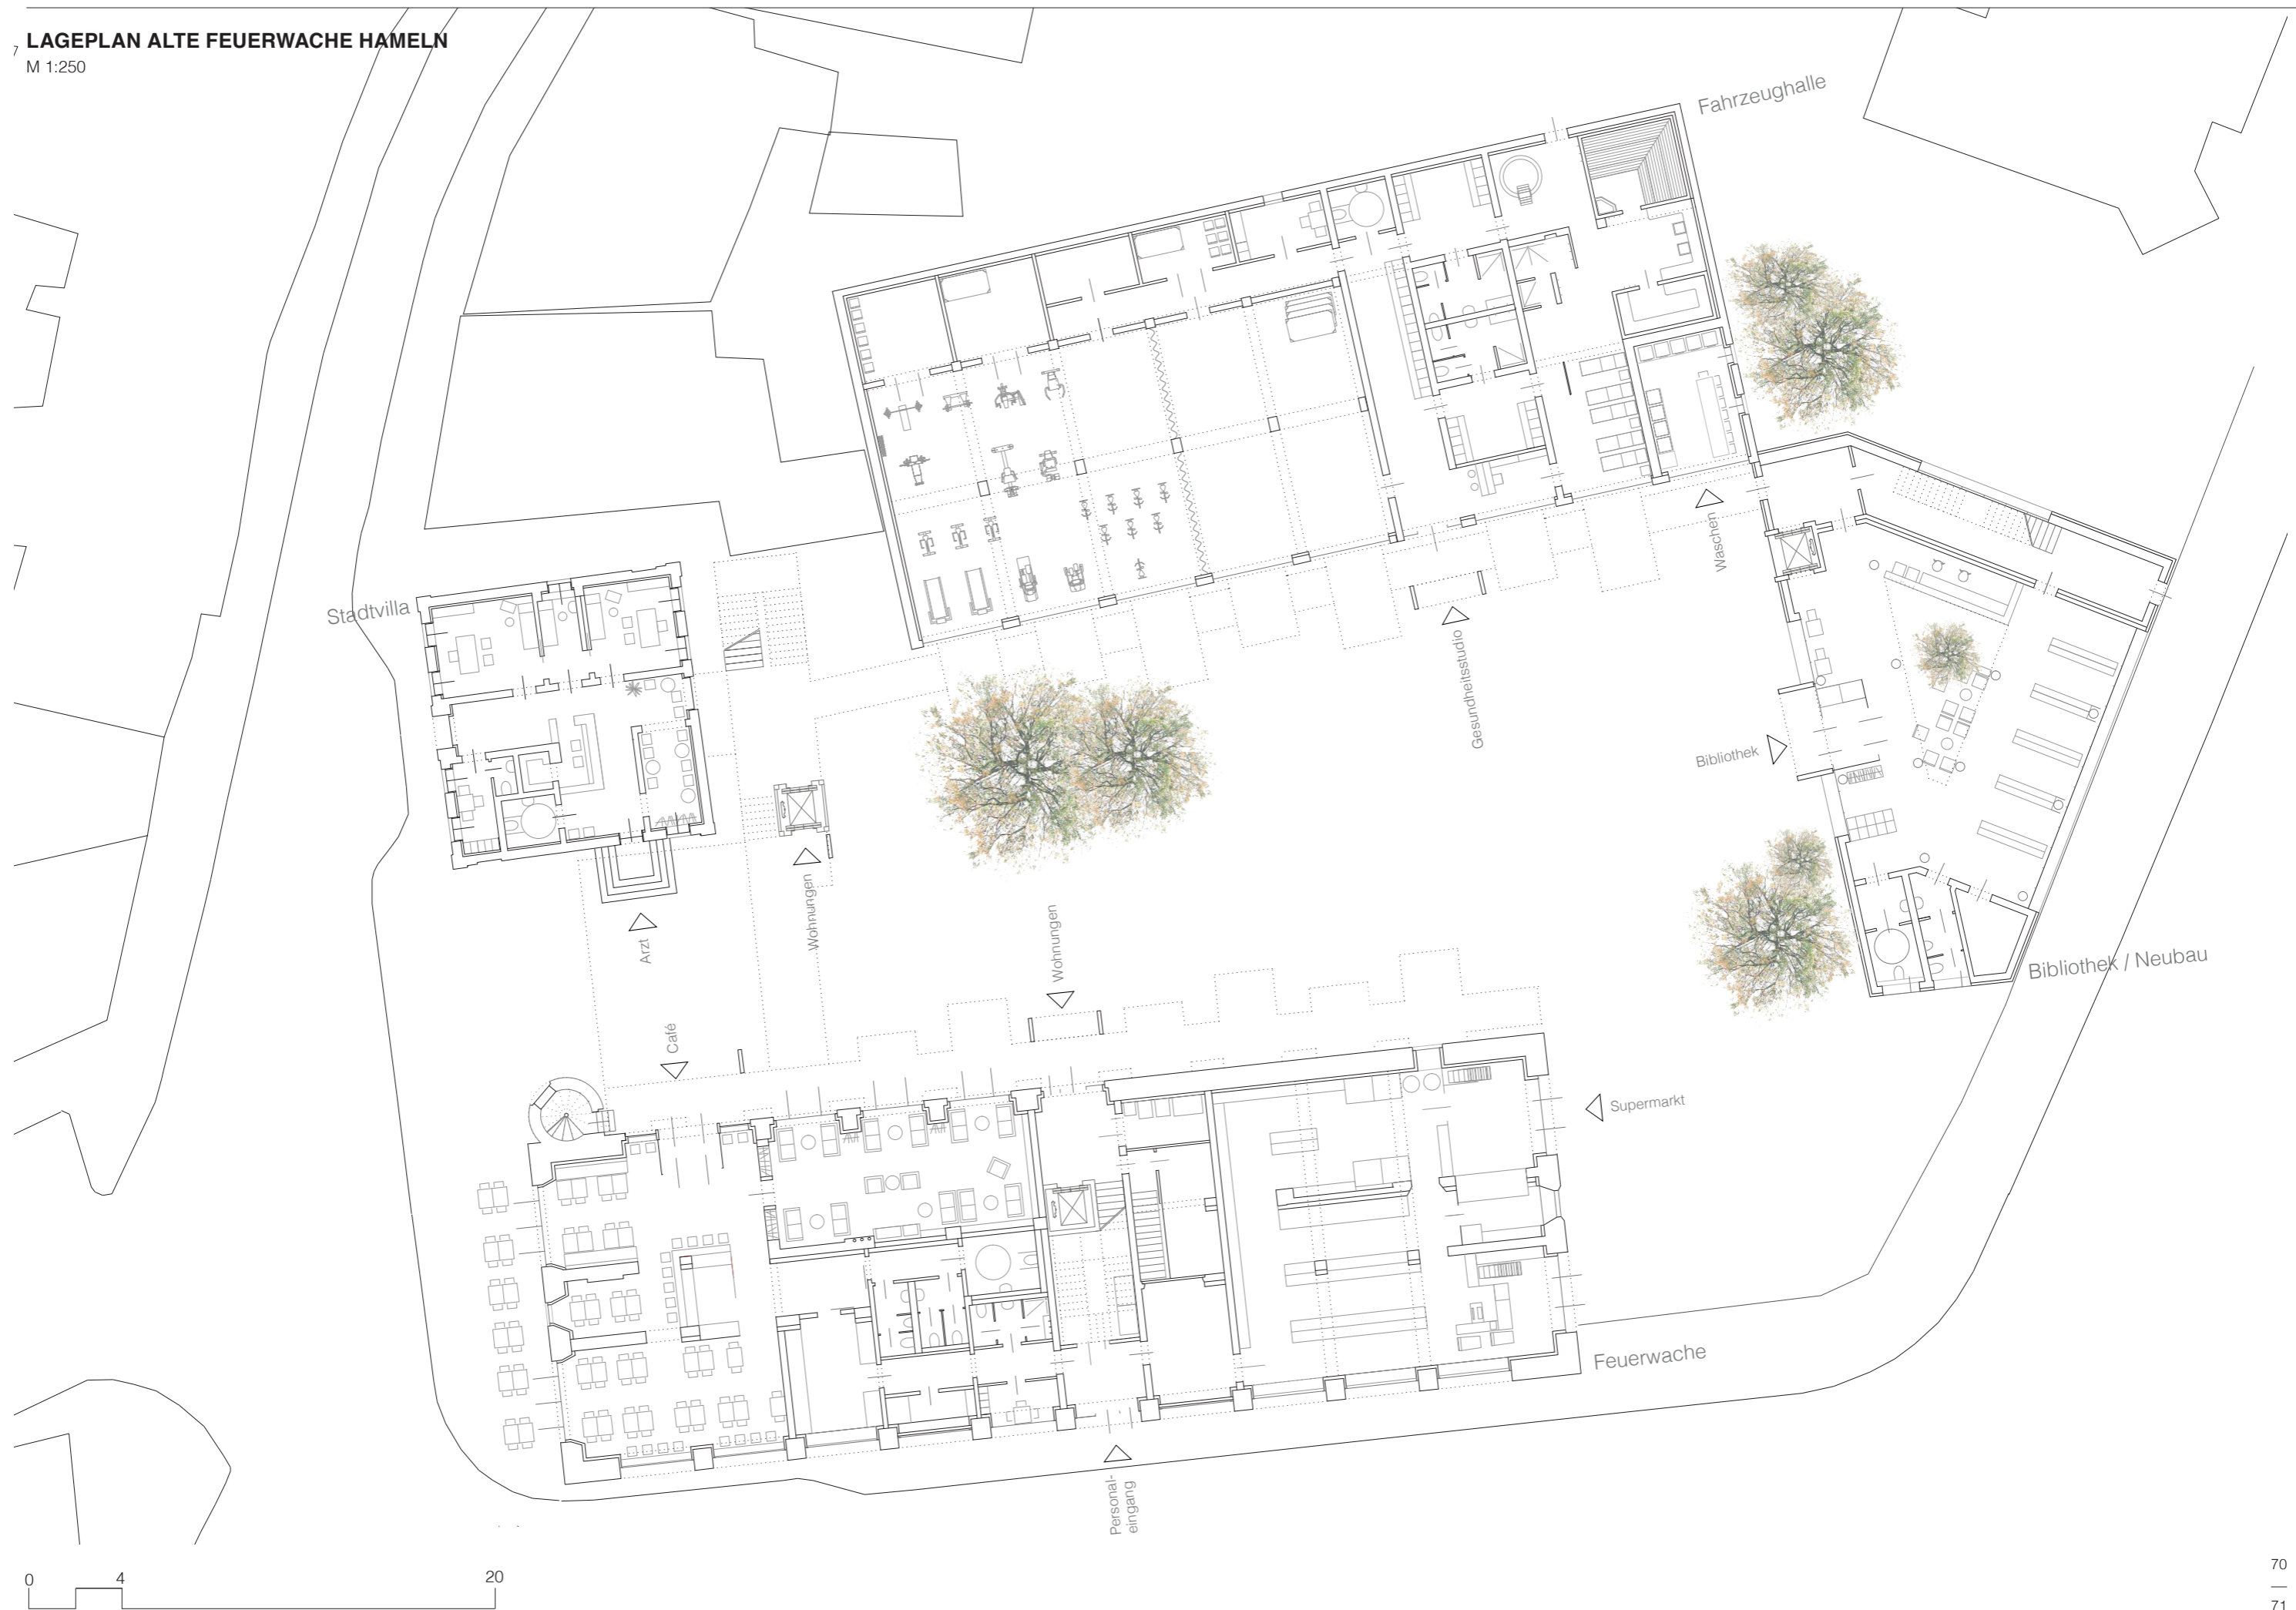 LAGEPLAN ALTE FEUERWACHE HAMELN
7
M 1:250
Fahrzeughalle
Stadtvilla
Waschen
Gesundheitsstudio
Bibliothek
Arzt
Wohnungen
Wohnungen
Bibliothek / Neubau
Café
Supermarkt
Feuerwache
Personal-
eingang
0 4 20
70
71